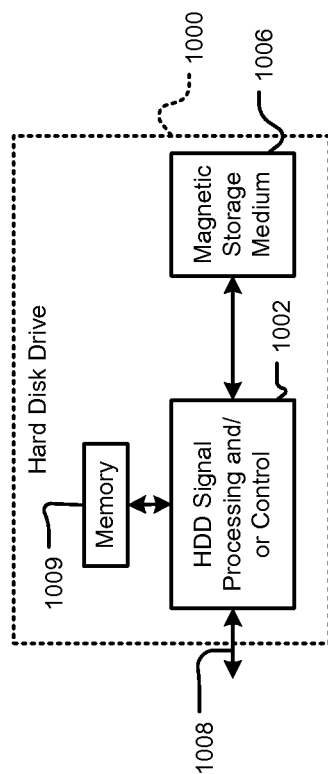 1000
Hard Disk Drive
1006
Magnetic
Storage
Medium
1002
HDD Signal
Processing and/
or Control
Memory
1009
1008